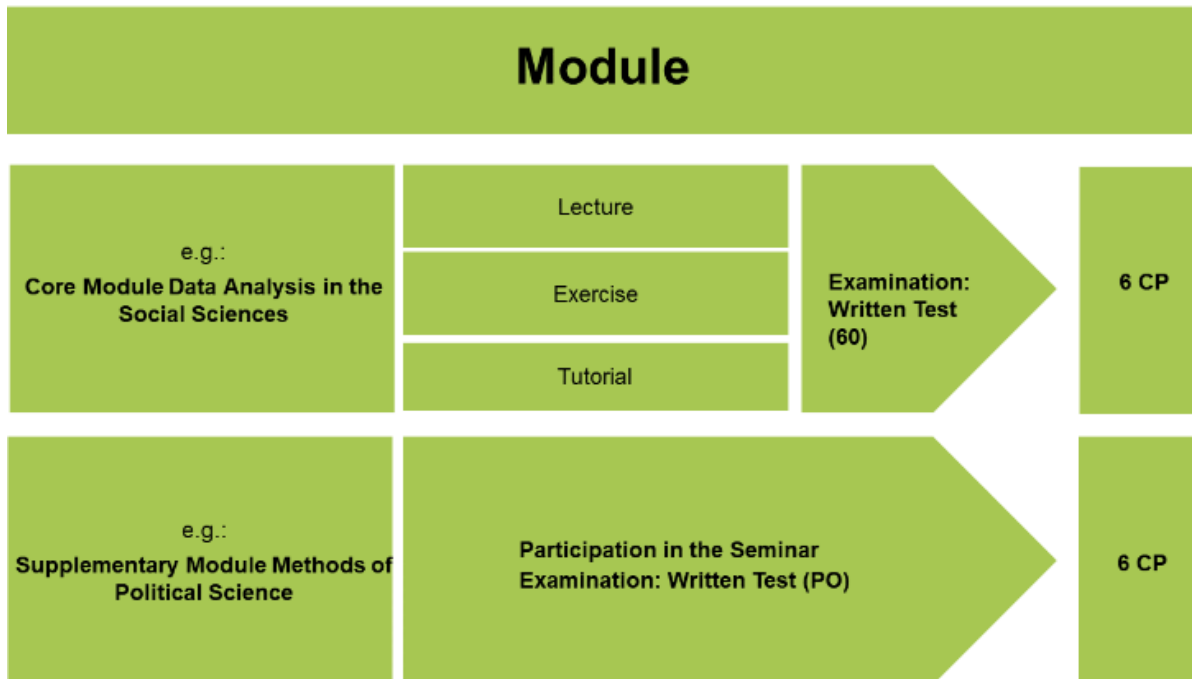 Module
e.g.:
Core Module Data Analysis in the
Social Sciences
Lecture
Exercise
Tutorial
Examination:
Written Test
(60)
6 CP
e.g.:
Supplementary Module Methods of
Political Science
Participation in the Seminar
Examination: Written Test (PO)
6 CP